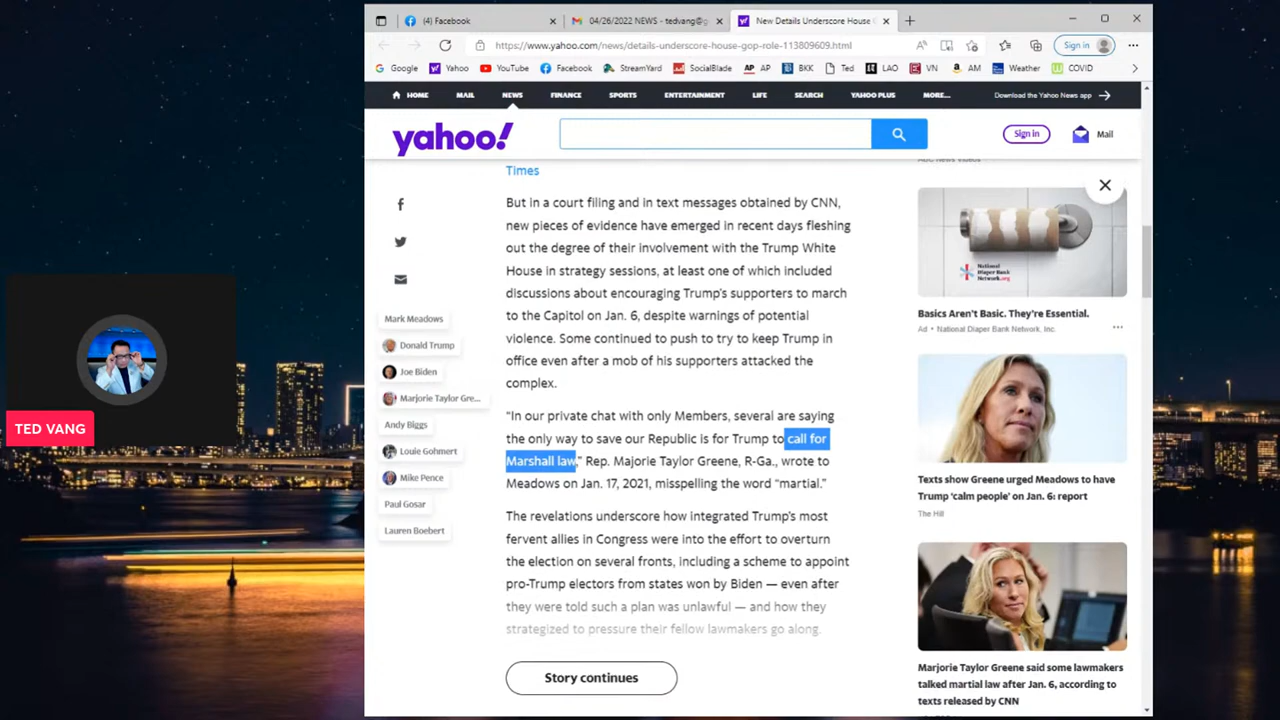 (4) Facebook
04/26/2022 NEWS - tedvang@g
New Details Underscore House G
https://www.yahoo.com/news/details-underscore-house-gop-role-113809609.html
Sign in
Google Yahoo YouTube Facebook StreamYard SocialBlade AP AP BKK Ted LAO VN AM Weather COVID
HOME MAIL NEWS FINANCE SPORTS ENTERTAINMENT LIFE SEARCH YAHOO PLUS MORE... Download the Yahoo News app
yahoo!
Sign in
Mail
Times
But in a court filing and in text messages obtained by CNN,
new pieces of evidence have emerged in recent days fleshing
out the degree of their involvement with the Trump White
House in strategy sessions, at least one of which included
discussions about encouraging Trump's supporters to march
to the Capitol on Jan. 6, despite warnings of potential
violence. Some continued to push to try to keep Trump in
office even after a mob of his supporters attacked the
complex.
“In our private chat with only Members, several are saying
the only way to save our Republic is for Trump to call for
Marshall law,” Rep. Majorie Taylor Greene, R-Ga., wrote to
Meadows on Jan. 17, 2021, misspelling the word “martial.”
The revelations underscore how integrated Trump's most
fervent allies in Congress were into the effort to overturn
the election on several fronts, including a scheme to appoint
pro-Trump electors from states won by Biden — even after
they were told such a plan was unlawful — and how they
strategized to pressure their fellow lawmakers go along.
Story continues
Mark Meadows
Donald Trump
Joe Biden
Marjorie Taylor Gre...
Andy Biggs
Louie Gohmert
Mike Pence
Paul Gosar
Lauren Boebert
National
Diaper Bank
Network.org
Basics Aren't Basic. They're Essential.
Ad • National Diaper Bank Network, Inc.
Texts show Greene urged Meadows to have
Trump ‘calm people’ on Jan. 6: report
The Hill
Marjorie Taylor Greene said some lawmakers
talked martial law after Jan. 6, according to
texts released by CNN
TED VANG